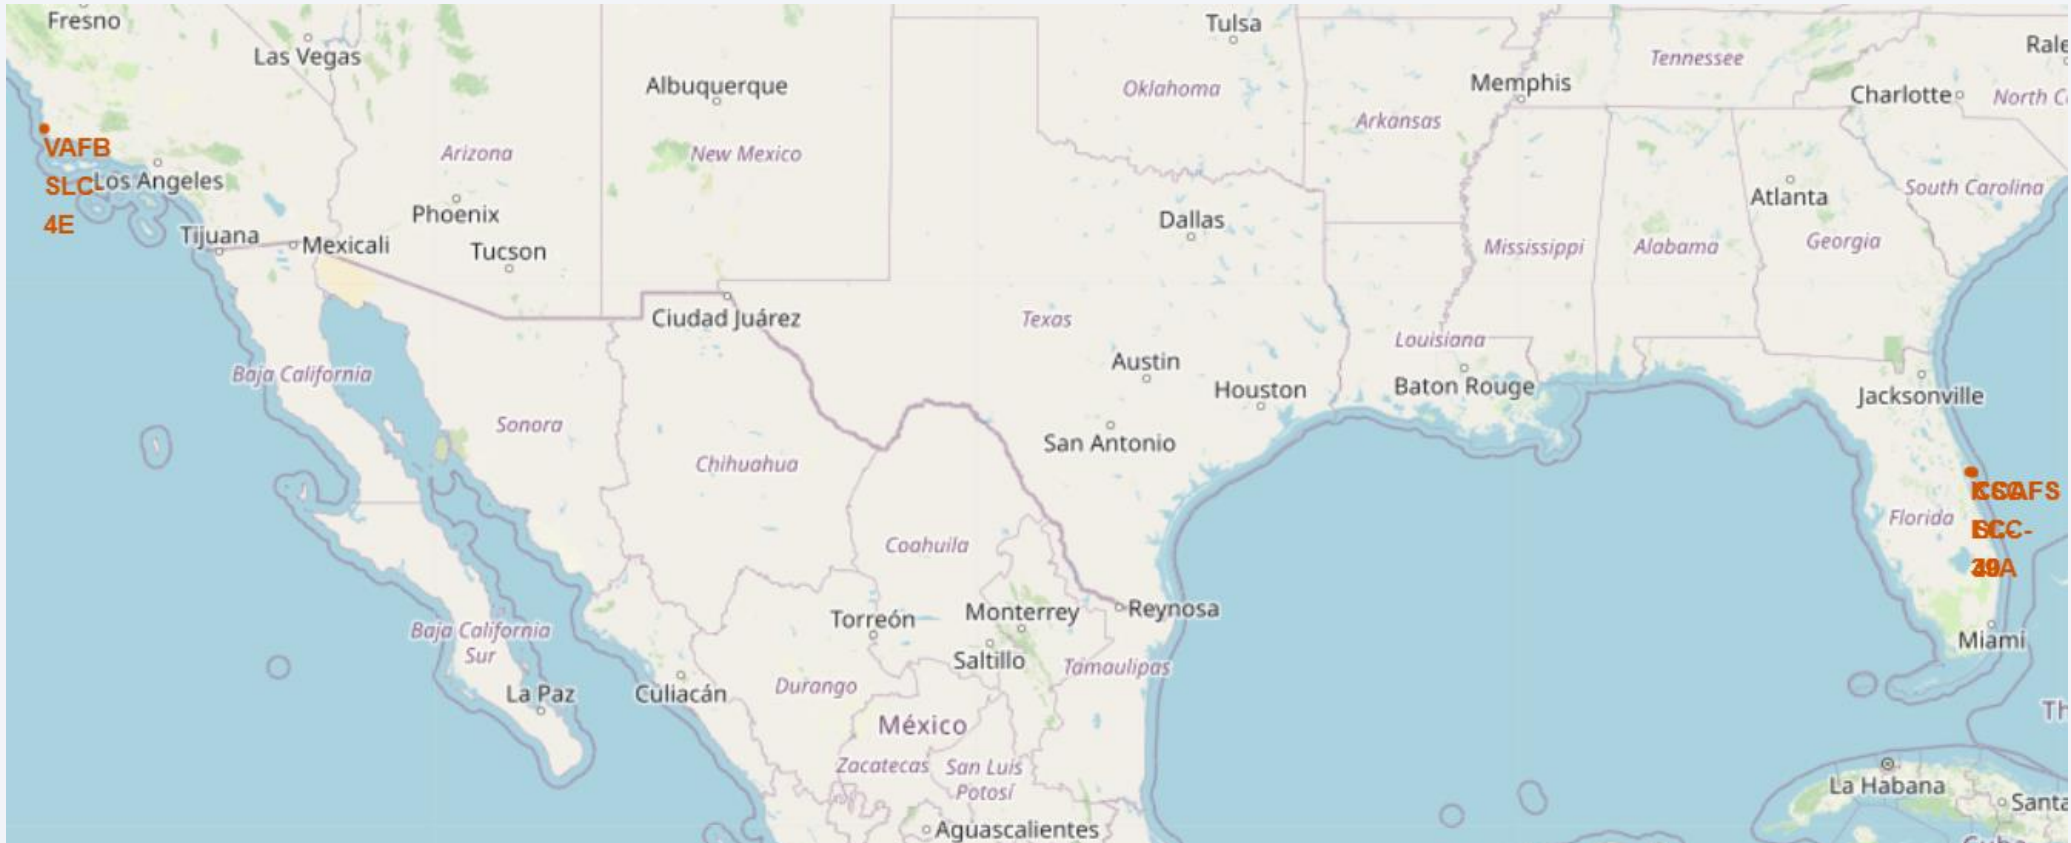 Fresno
Tulsa
Rale
Las Vegas
Tennessee
Albuquerque
Oklahoma
Memphis
Charlotte
North C
Arkansas
VAFB
SLC-
4E
Los Angeles
Arizona
New Mexico
Atlanta
South Carolina
Phoenix
Dallas
Tijuana
Mexicali
Tucson
Mississippi
Alabama
Georgia
Ciudad Juárez
Texas
Louisiana
Austin
Baja California
Houston
Baton Rouge
Jacksonville
Sonora
San Antonio
Chihuahua
Florida
Coahuila
Torreón
Monterrey
Reynosa
Baja California
Sur
Miami
Saltillo
Tamaulipas
La Paz
Culiacán
Durango
México
Th
Zacatecas
San Luis
Potosí
La Habana
Santa
Aguascalientes